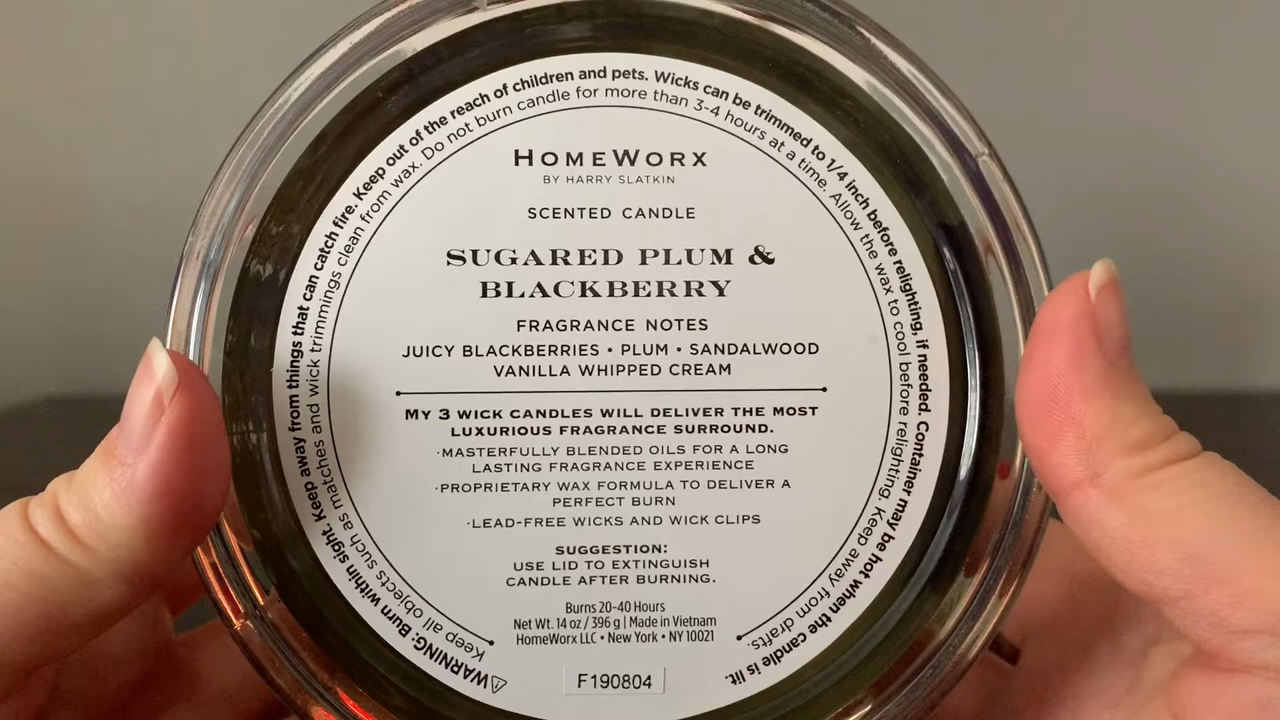 HOMEWORX
BY HARRY SLATKIN
SCENTED CANDLE
SUGARED PLUM &
BLACKBERRY
FRAGRANCE NOTES
JUICY BLACKBERRIES • PLUM • SANDALWOOD
VANILLA WHIPPED CREAM
MY 3 WICK CANDLES WILL DELIVER THE MOST
LUXURIOUS FRAGRANCE SURROUND.
·MASTERFULLY BLENDED OILS FOR A LONG
LASTING FRAGRANCE EXPERIENCE
·PROPRIETARY WAX FORMULA TO DELIVER A
PERFECT BURN
·LEAD-FREE WICKS AND WICK CLIPS
SUGGESTION:
USE LID TO EXTINGUISH
CANDLE AFTER BURNING.
Burns 20-40 Hours
Net Wt. 14 oz / 396 g | Made in Vietnam
HomeWorx LLC • New York • NY 10021
F190804
⚠WARNING: Burn within sight. Keep away from things that can catch fire. Keep out of the reach of children and pets. Wicks can be trimmed to 1/4 inch before relighting, if needed. Container may be hot when the candle is lit.
Keep all objects such as matches and wick trimmings clean from wax. Do not burn candle for more than 3-4 hours at a time. Allow the wax to cool before relighting. Keep away from drafts.